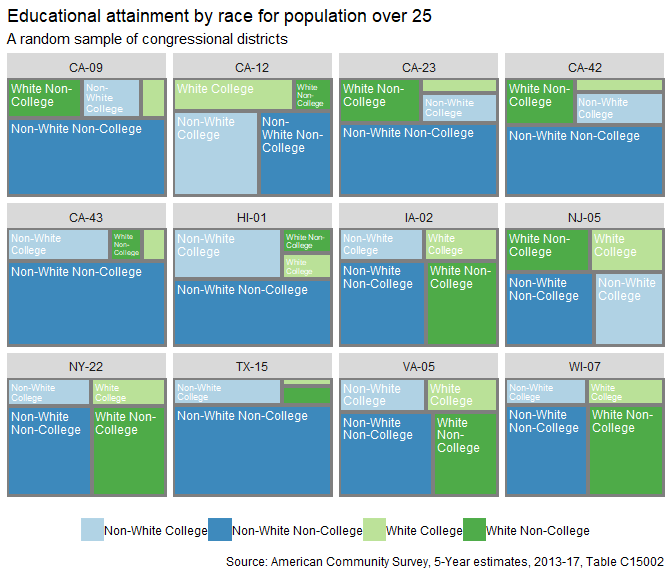 Educational attainment by race for population over 25
A random sample of congressional districts
CA-09
CA-12
CA-23
CA-42
White Non-
College
Non-
White Non-
College
Non-White Non-College
White College
White
Non-
College
Non-White
College
Non-
White Non-
College
White Non-
College
Non-White
College
Non-White Non-College
White Non-
College
Non-White
College
Non-White Non-College
CA-43
HI-01
IA-02
NJ-05
Non-White
College
White
Non-
College
Non-White Non-College
Non-White
College
White Non-
College
White
College
Non-White Non-College
Non-White
College
White
College
Non-White
Non-College
White Non-
College
White Non-
College
White
College
Non-White
Non-College
Non-White
College
NY-22
TX-15
VA-05
WI-07
Non-White
College
White
College
Non-White
Non-College
White Non-
College
Non-White
College
Non-White Non-College
Non-White
College
White
College
Non-White
Non-College
White
Non-
College
Non-White
College
White
College
Non-White
Non-College
White Non-
College
Non-White College Non-White Non-College White College White Non-College
Source: American Community Survey, 5-Year estimates, 2013-17, Table C15002